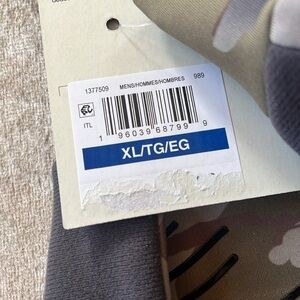 1377509 MENS/HOMMES/HOMBRES 989
ITL
1 96039 68799 9
XL/TG/EG